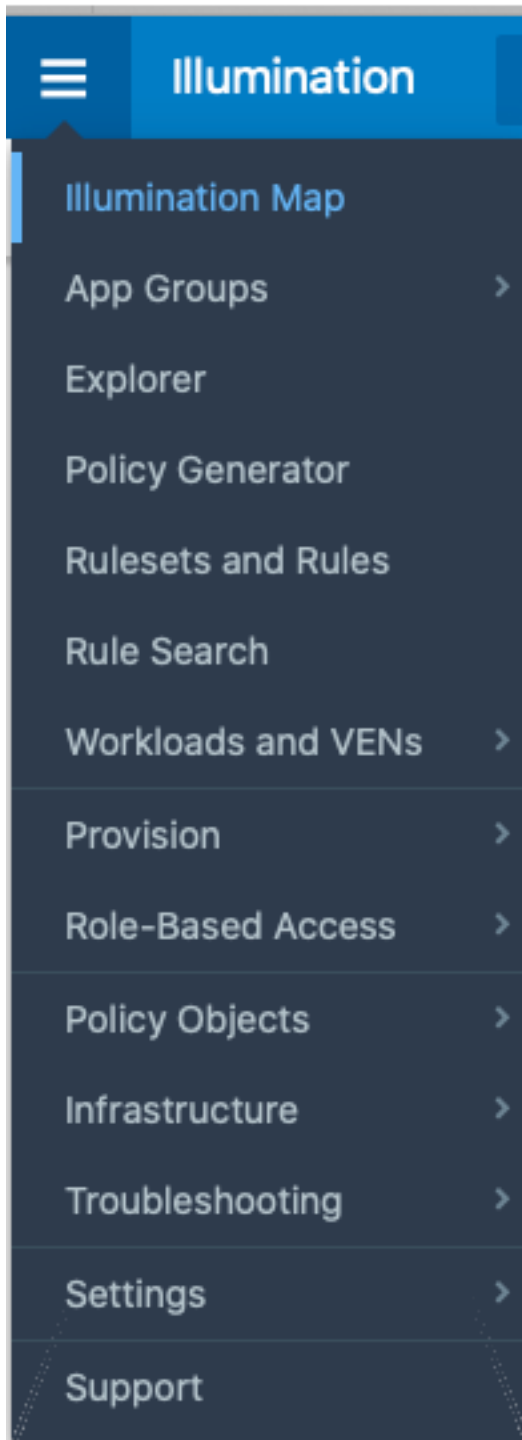 Illumination
Illumination Map
App Groups
Explorer
Policy Generator
Rulesets and Rules
Rule Search
Workloads and VENs
Provision
Role-Based Access
Policy Objects
Infrastructure
Troubleshooting
Settings
Support